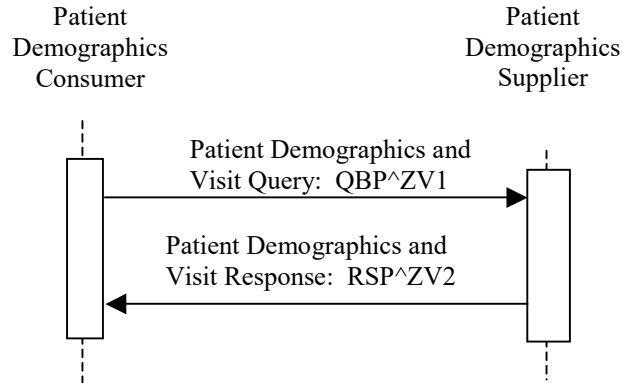 Patient
Demographics
Consumer
Patient
Demographics
Supplier
Patient Demographics and
Visit Query:  QBP^ZV1
Patient Demographics and
Visit Response:  RSP^ZV2